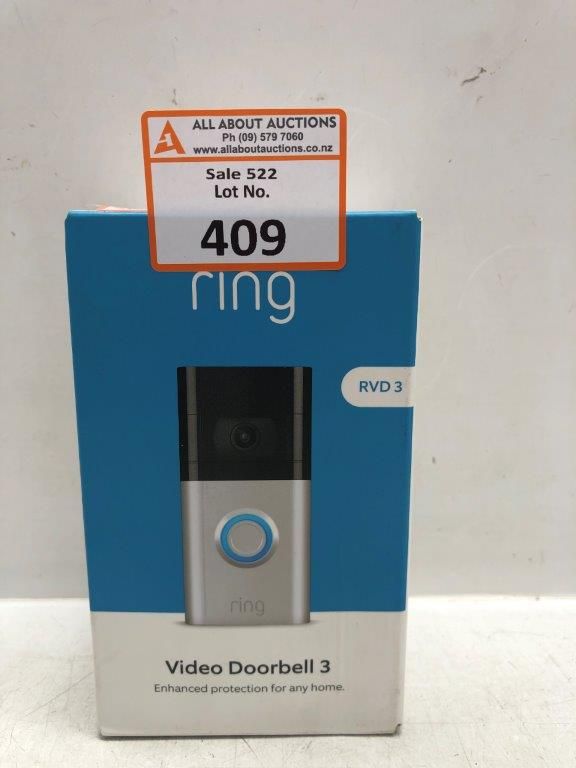 ALL ABOUT AUCTIONS
Ph (09) 579 7060
www.allaboutauctions.co.nz
Sale 522
Lot No.
409
ring
RVD 3
ring
Video Doorbell 3
Enhanced protection for any home.